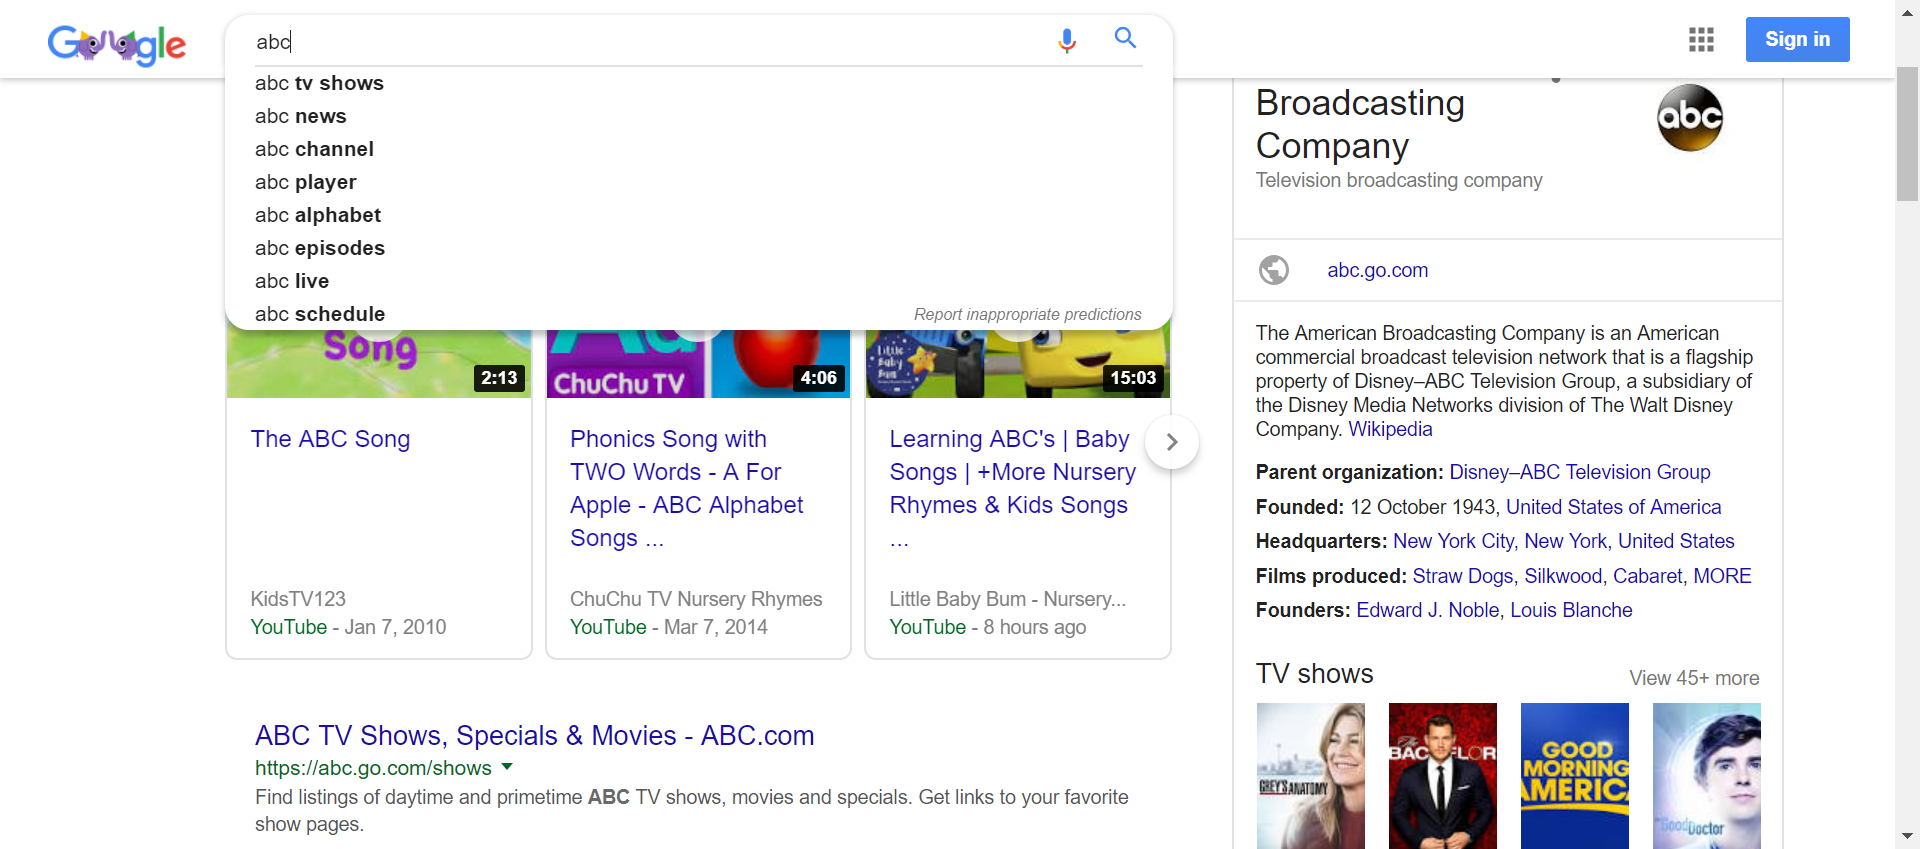 Google
abc
Sign in
abc tv shows
abc news
abc channel
abc player
abc alphabet
abc episodes
abc live
abc schedule
Report inappropriate predictions
Song
2:13
ChuChu TV
4:06
Little
Baby
Bum
15:03
The ABC Song
KidsTV123
YouTube - Jan 7, 2010
Phonics Song with
TWO Words - A For
Apple - ABC Alphabet
Songs ...
ChuChu TV Nursery Rhymes
YouTube - Mar 7, 2014
Learning ABC's | Baby
Songs | +More Nursery
Rhymes & Kids Songs
...
Little Baby Bum - Nursery...
YouTube - 8 hours ago
ABC TV Shows, Specials & Movies - ABC.com
https://abc.go.com/shows
Find listings of daytime and primetime ABC TV shows, movies and specials. Get links to your favorite
show pages.
Broadcasting
Company
Television broadcasting company
abc
abc.go.com
The American Broadcasting Company is an American
commercial broadcast television network that is a flagship
property of Disney–ABC Television Group, a subsidiary of
the Disney Media Networks division of The Walt Disney
Company. Wikipedia
Parent organization: Disney–ABC Television Group
Founded: 12 October 1943, United States of America
Headquarters: New York City, New York, United States
Films produced: Straw Dogs, Silkwood, Cabaret, MORE
Founders: Edward J. Noble, Louis Blanche
TV shows
View 45+ more
GREY'S ANATOMY
The
BACHELOR
GOOD
MORNING
AMERICA
the Good Doctor